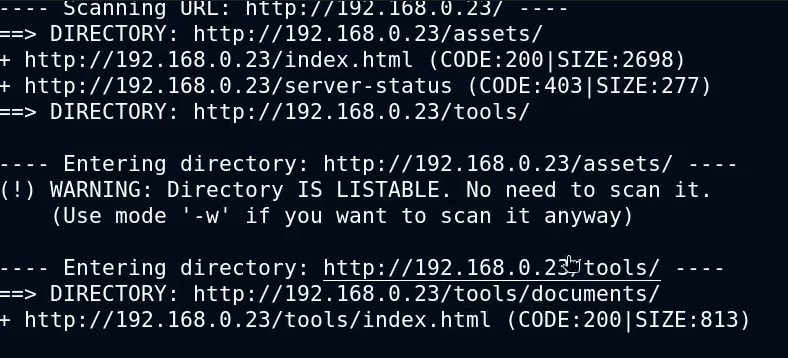 ---- Scanning URL: http://192.168.0.23/ ----
==> DIRECTORY: http://192.168.0.23/assets/
+ http://192.168.0.23/index.html (CODE:200|SIZE:2698)
+ http://192.168.0.23/server-status (CODE:403|SIZE:277)
==> DIRECTORY: http://192.168.0.23/tools/
---- Entering directory: http://192.168.0.23/assets/ ----
(!) WARNING: Directory IS LISTABLE. No need to scan it.
(Use mode '-w' if you want to scan it anyway)
---- Entering directory: http://192.168.0.23/tools/ ----
==> DIRECTORY: http://192.168.0.23/tools/documents/
+ http://192.168.0.23/tools/index.html (CODE:200|SIZE:813)